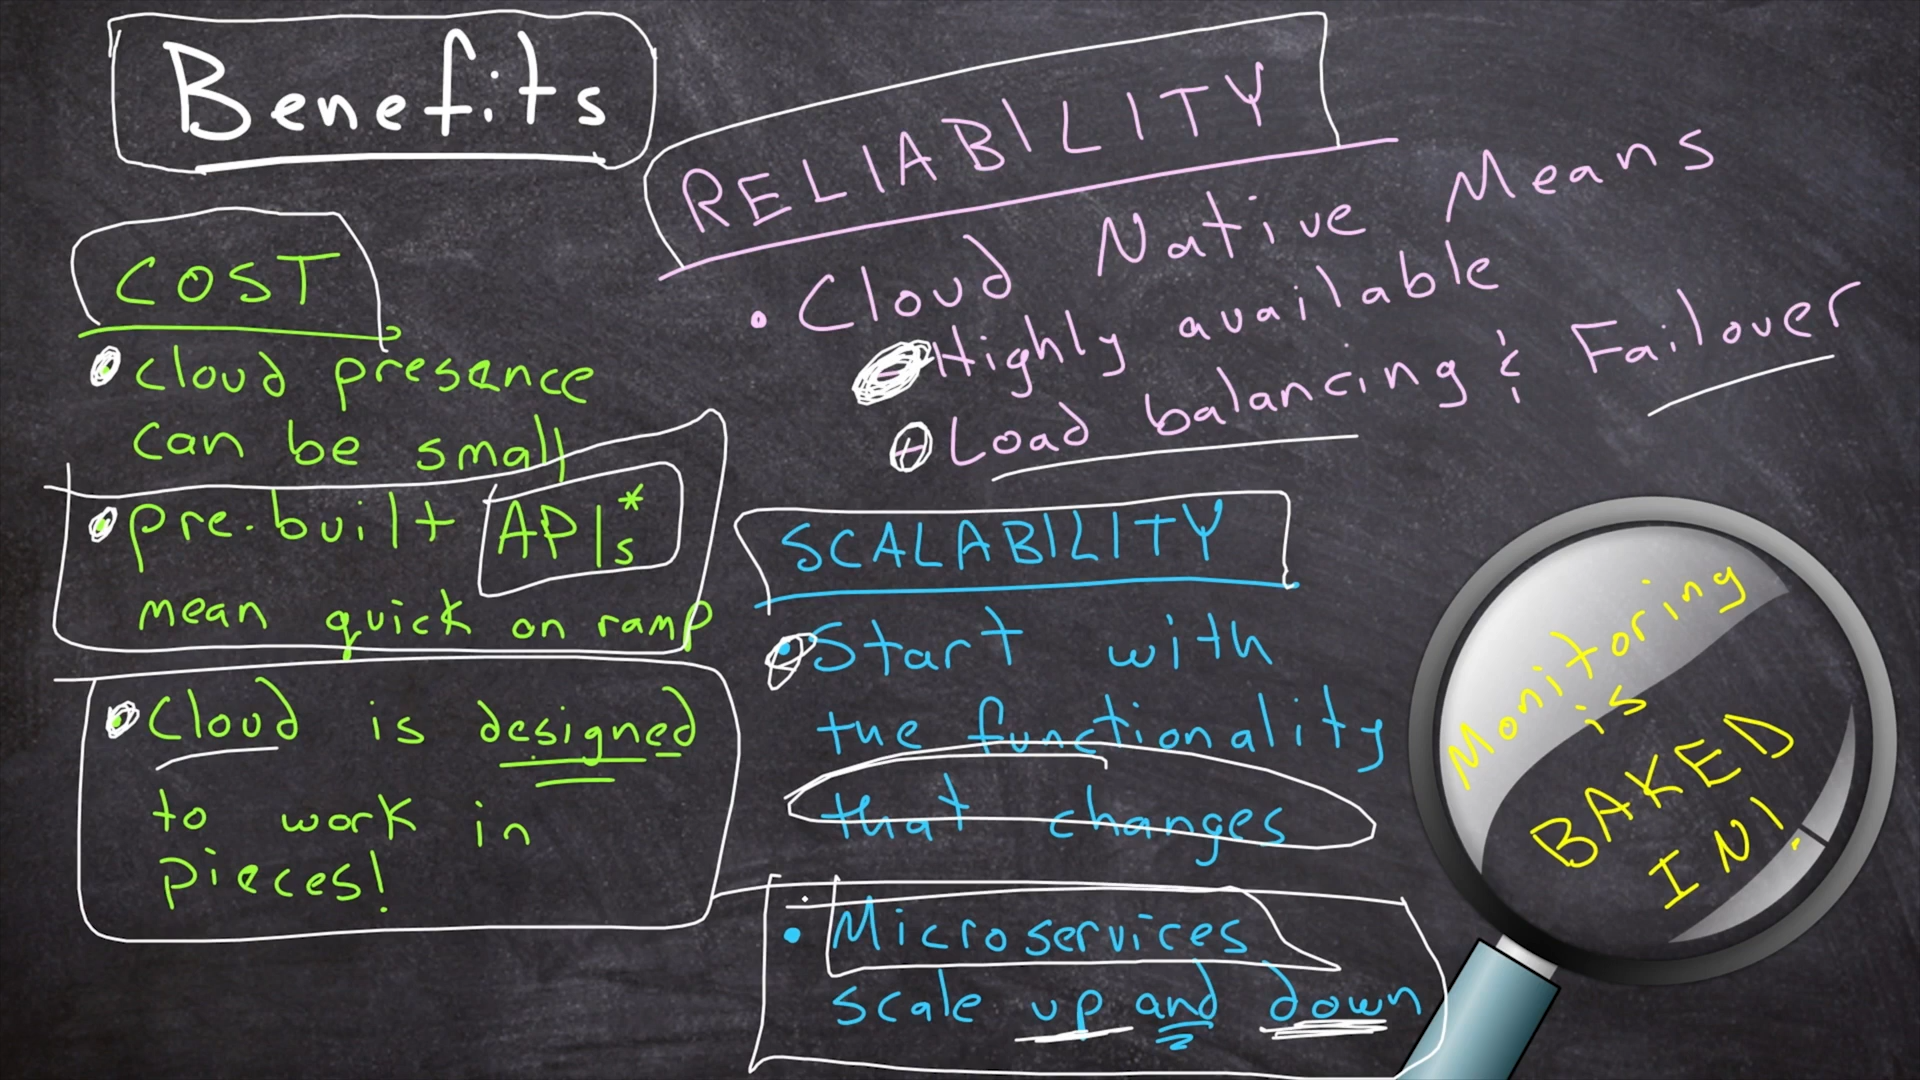 Benefits
COST
• Cloud presence
can be small
• pre-built APIs*
mean quick on ramp
• Cloud is designed
to work in
pieces!
RELIABILITY
• Cloud Native Means
- Highly available
+ Load balancing & Failover
SCALABILITY
• Start with
the functionality
that changes
• Microservices
scale up and down
Monitoring
is
BAKED
IN!